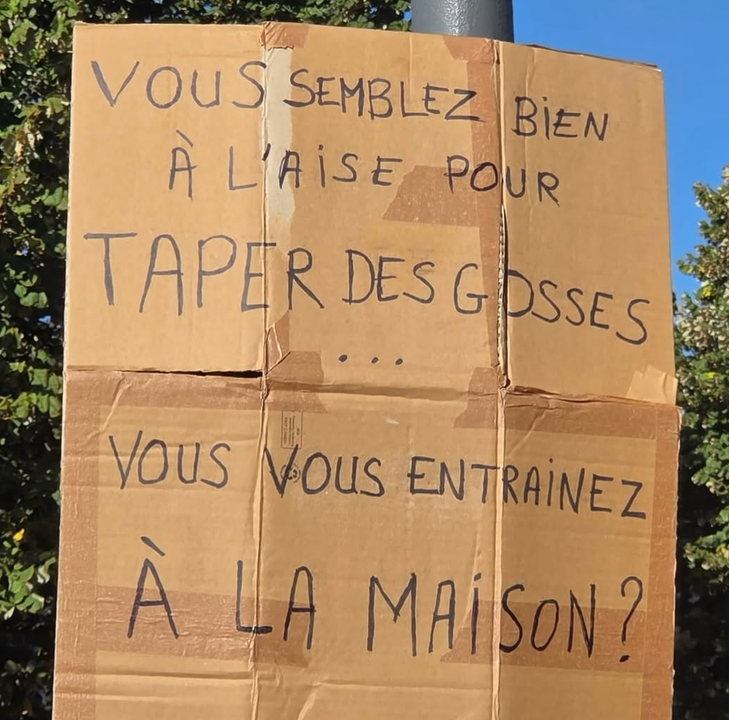 VOUS SEMBLEZ BIEN
À L'AISE POUR
TAPER DES GOSSES
...
VOUS VOUS ENTRAINEZ
À LA MAISON?